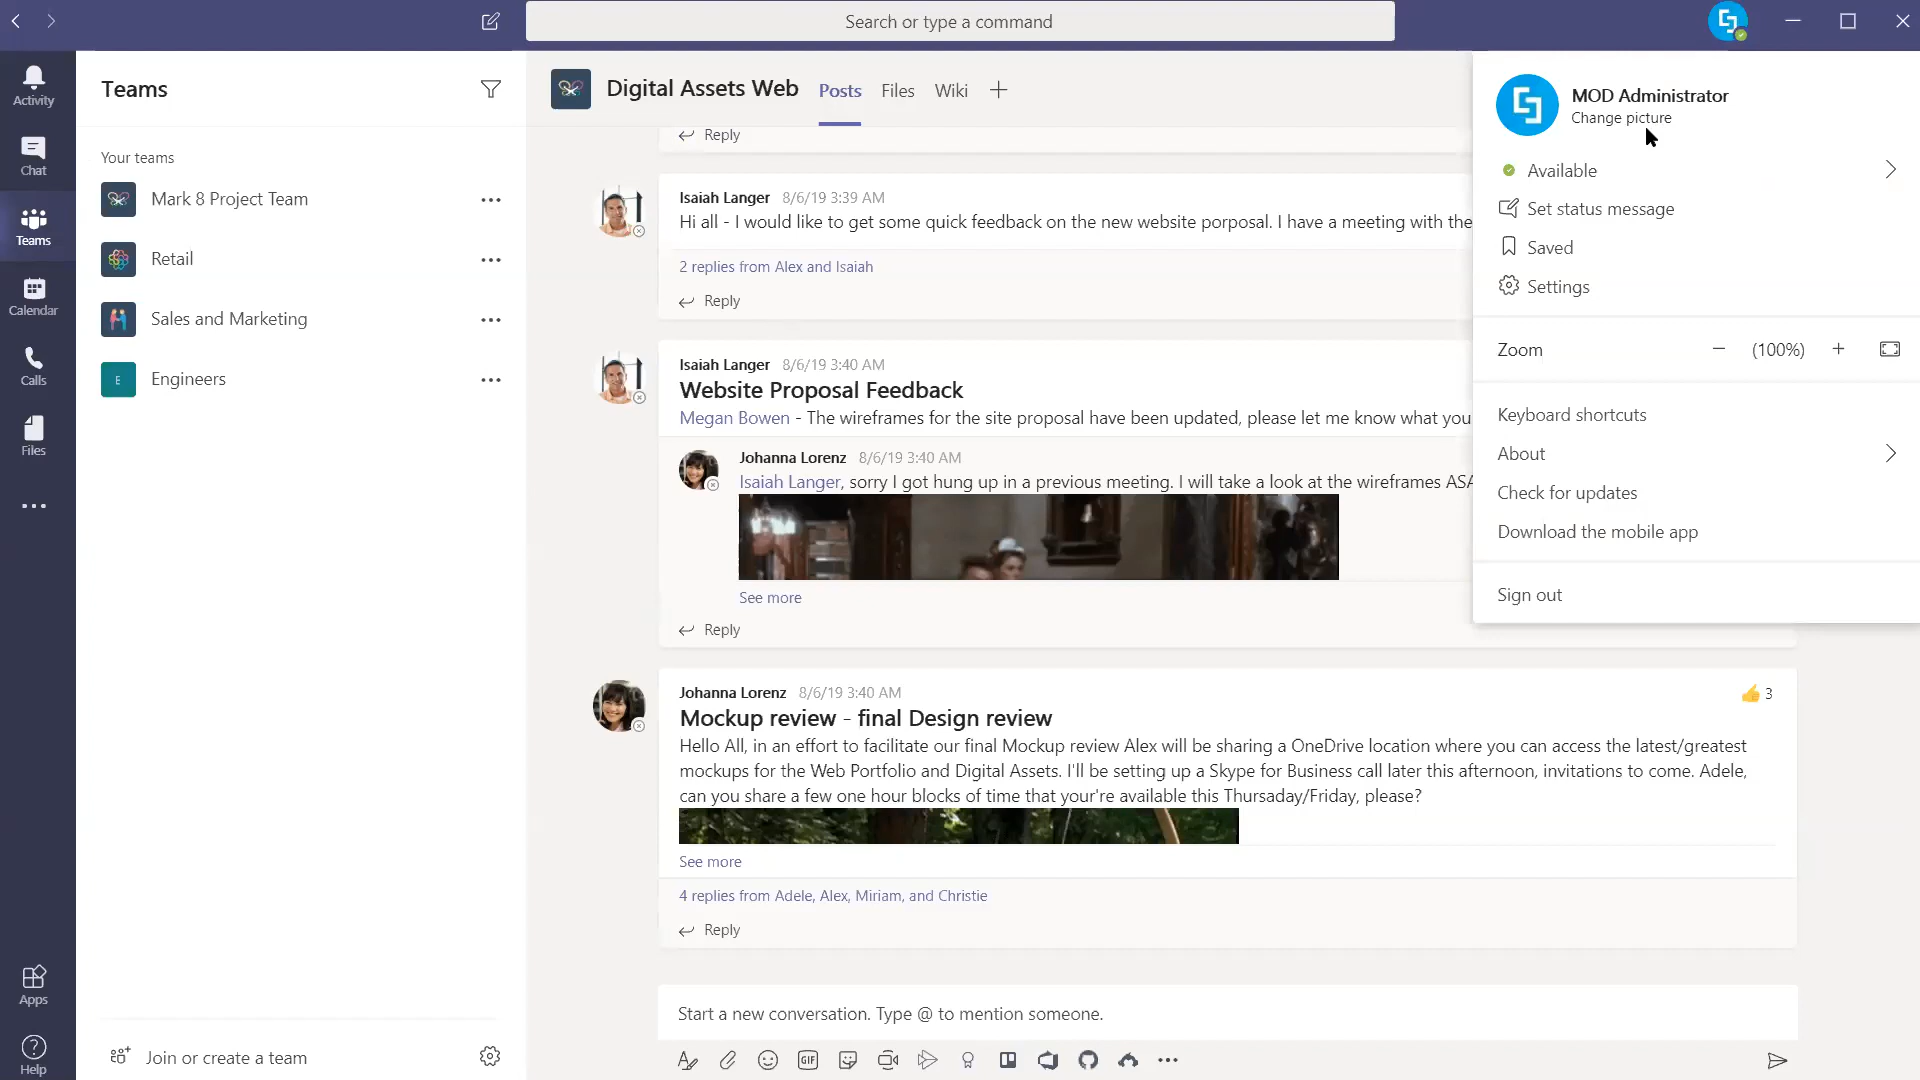 Search or type a command
Activity
Chat
Teams
Calendar
Calls
Files
Apps
Help
Teams
Your teams
Mark 8 Project Team
Retail
Sales and Marketing
E
Engineers
Join or create a team
Digital Assets Web
Posts
Files
Wiki
Reply
Isaiah Langer 8/6/19 3:39 AM
Hi all - I would like to get some quick feedback on the new website porposal. I have a meeting with the
2 replies from Alex and Isaiah
Reply
Isaiah Langer 8/6/19 3:40 AM
Website Proposal Feedback
Megan Bowen - The wireframes for the site proposal have been updated, please let me know what you
Johanna Lorenz 8/6/19 3:40 AM
Isaiah Langer, sorry I got hung up in a previous meeting. I will take a look at the wireframes ASA
See more
Reply
Johanna Lorenz 8/6/19 3:40 AM
3
Mockup review - final Design review
Hello All, in an effort to facilitate our final Mockup review Alex will be sharing a OneDrive location where you can access the latest/greatest
mockups for the Web Portfolio and Digital Assets. I'll be setting up a Skype for Business call later this afternoon, invitations to come. Adele,
can you share a few one hour blocks of time that your're available this Thursaday/Friday, please?
See more
4 replies from Adele, Alex, Miriam, and Christie
Reply
Start a new conversation. Type @ to mention someone.
GIF
MOD Administrator
Change picture
Available
Set status message
Saved
Settings
Zoom
(100%)
Keyboard shortcuts
About
Check for updates
Download the mobile app
Sign out